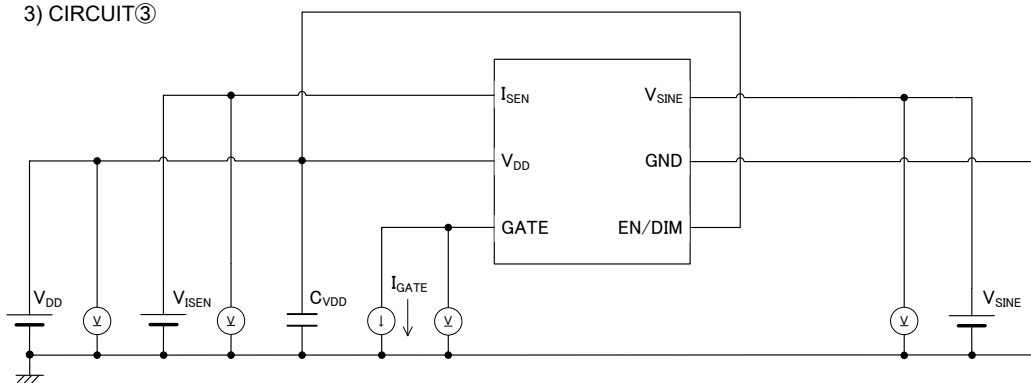 3) CIRCUIT③
I_SEN
V_SINE
V_DD
GND
GATE
EN/DIM
I_GATE
V_DD
V_ISEN
C_VDD
V_SINE
V
V
V
V